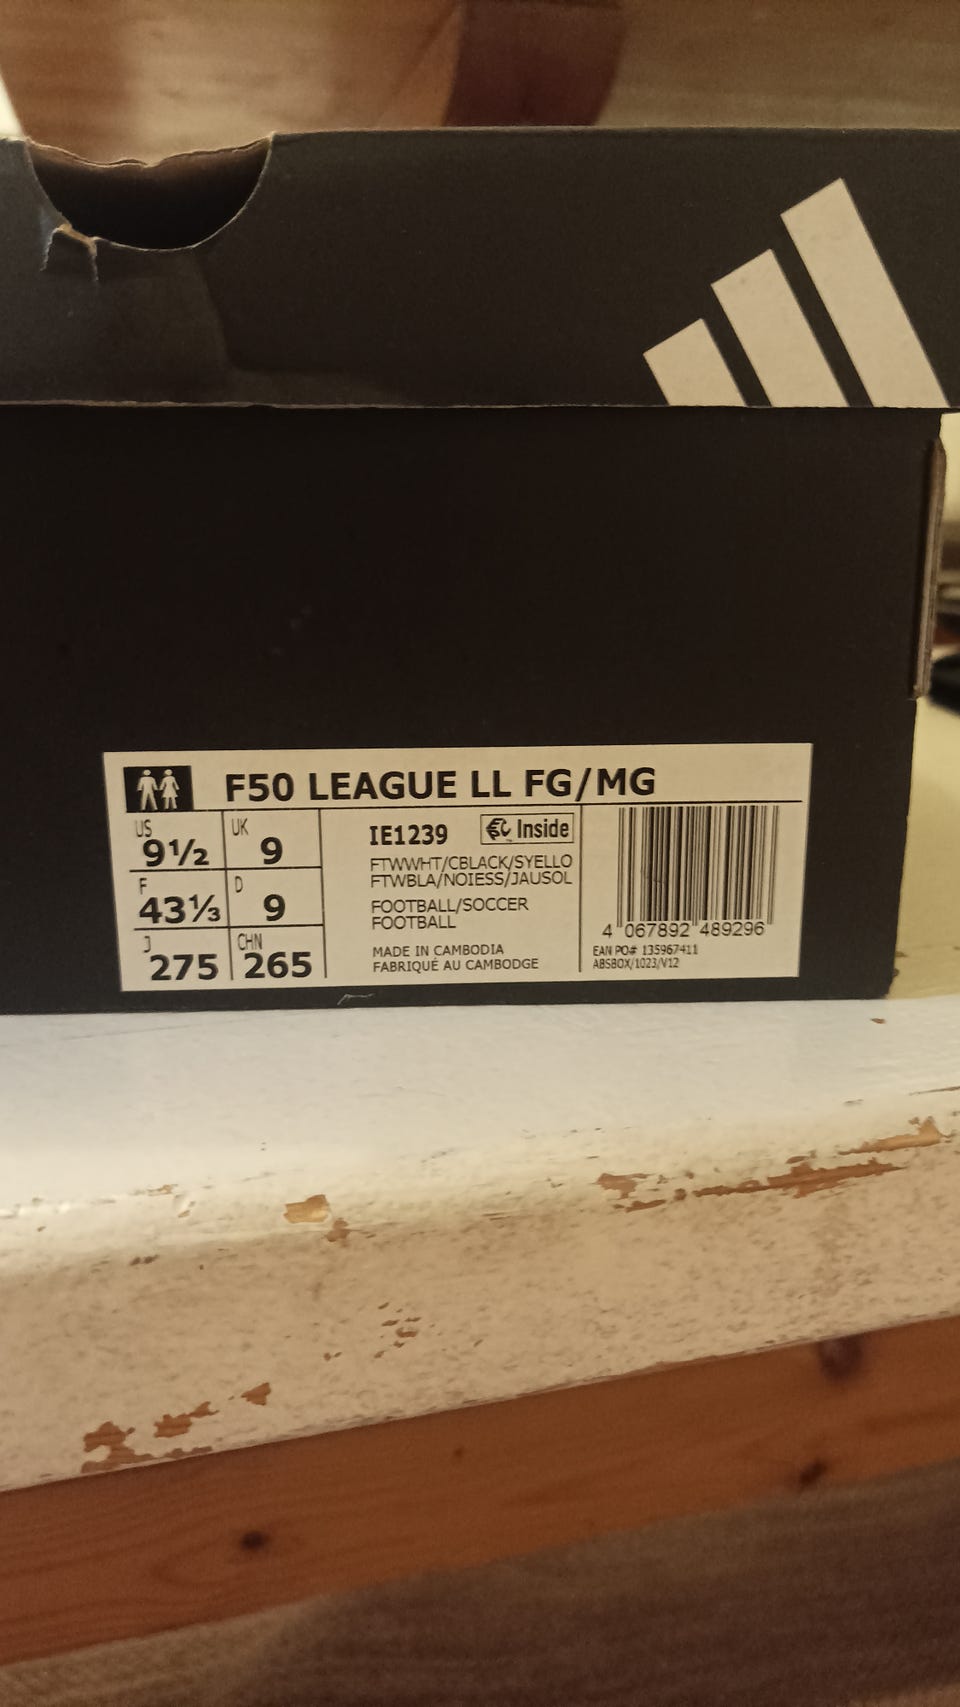 F50 LEAGUE LL FG/MG
US 9½ UK 9
F 43⅓ D 9
J 275 CHN 265
IE1239 Inside
FTWWHT/CBLACK/SYELLO
FTWBLA/NOIESS/JAUSOL
FOOTBALL/SOCCER
FOOTBALL
MADE IN CAMBODIA
FABRIQUÉ AU CAMBODGE
4 067892 489296
EAN PO# 135967411
ABSBOX/1023/V12